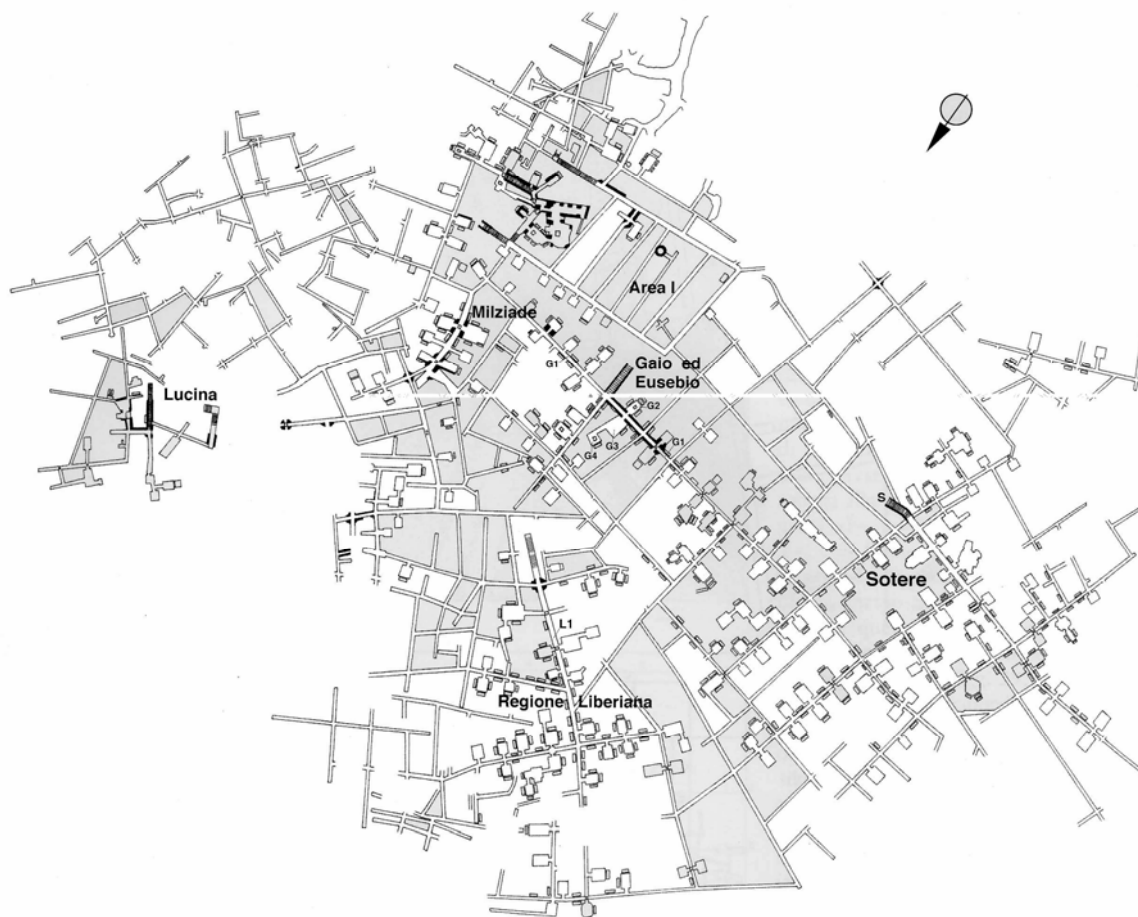 Area I
Milziade
G1
Gaio ed
Eusebio
Lucina
G2
G1
G3
G4
S
Sotere
L1
Regione Liberiana